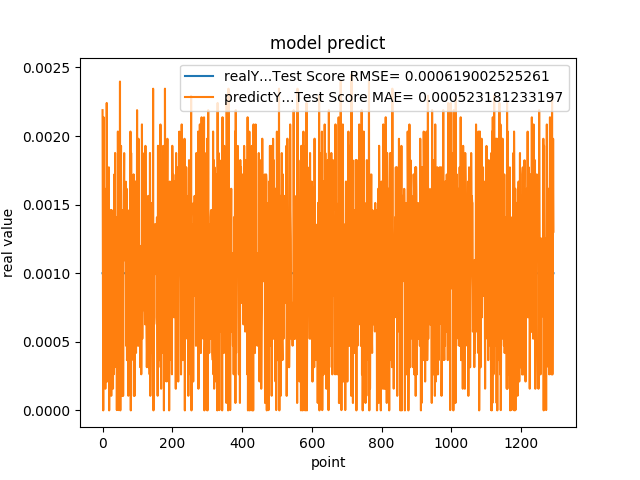 model predict
realY...Test Score RMSE= 0.000619002525261
predictY...Test Score MAE= 0.000523181233197
0.0025
0.0020
0.0015
0.0010
0.0005
0.0000
real value
0 200 400 600 800 1000 1200
point